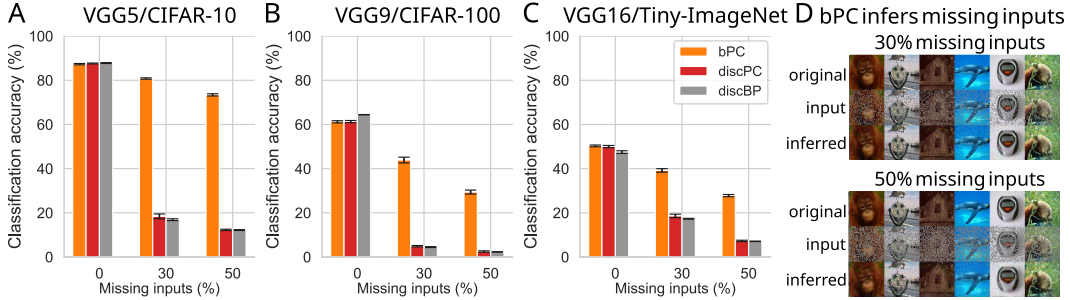 A VGG5/CIFAR-10
Classification accuracy (%)
100
80
60
40
20
0
0 30 50
Missing inputs (%)
B VGG9/CIFAR-100
Classification accuracy (%)
100
80
60
40
20
0
0 30 50
Missing inputs (%)
C VGG16/Tiny-ImageNet
Classification accuracy (%)
100
80
60
40
20
0
0 30 50
Missing inputs (%)
bPC
discPC
discBP
D bPC infers missing inputs
30% missing inputs
original
input
inferred
50% missing inputs
original
input
inferred